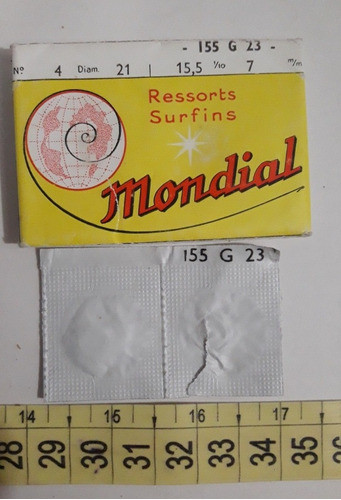 - 155 G 23 -
Nº 4 Diam. 21 15,5 1/10 7 m/m
Ressorts
Surfins
Mondial
155 G 23
14 15 16 17
28 29 30 31 32 33 34 35